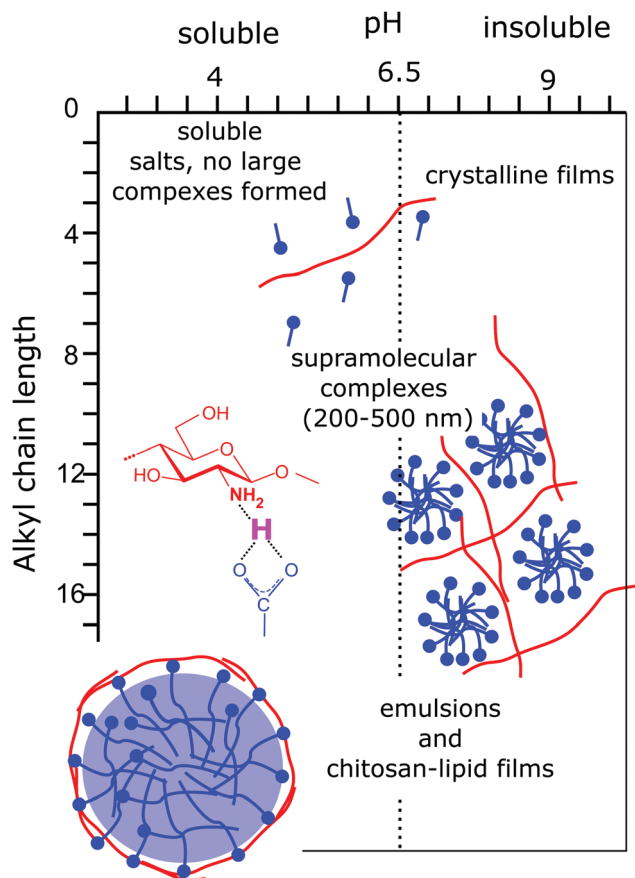 soluble pH insoluble
4 6.5 9
0
soluble
salts, no large
compexes formed
crystalline films
4
8
supramolecular
complexes
(200-500 nm)
Alkyl chain length
OH
O
HO
O
NH₂
12
H
O O
C
16
emulsions
and
chitosan-lipid films